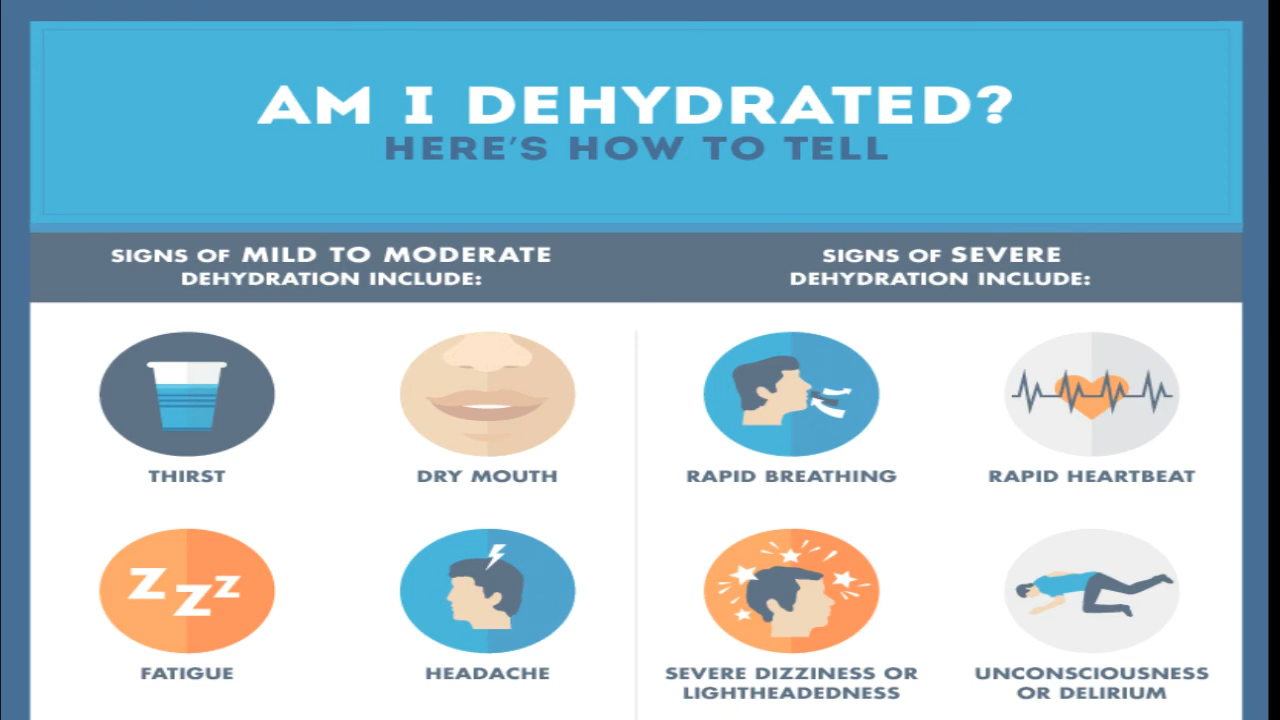 AM I DEHYDRATED?
HERE'S HOW TO TELL
SIGNS OF MILD TO MODERATE
DEHYDRATION INCLUDE:
THIRST
DRY MOUTH
ZZZ
FATIGUE
HEADACHE
SIGNS OF SEVERE
DEHYDRATION INCLUDE:
RAPID BREATHING
RAPID HEARTBEAT
SEVERE DIZZINESS OR
LIGHTHEADEDNESS
UNCONSCIOUSNESS
OR DELIRIUM